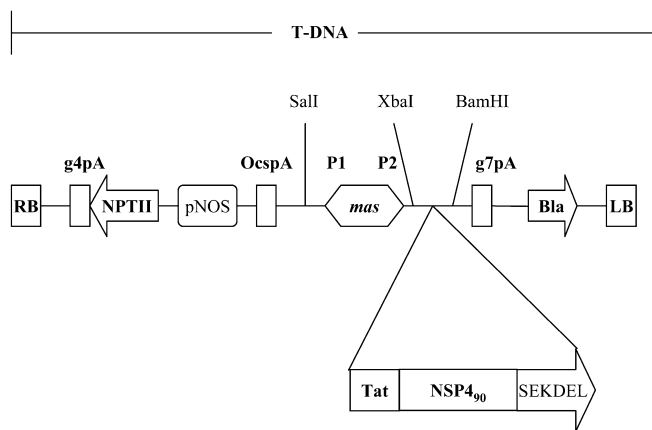 T-DNA
SalI XbaI BamHI
g4pA OcspA P1 P2 g7pA
RB NPTII pNOS mas Bla LB
Tat NSP4₉₀ SEKDEL